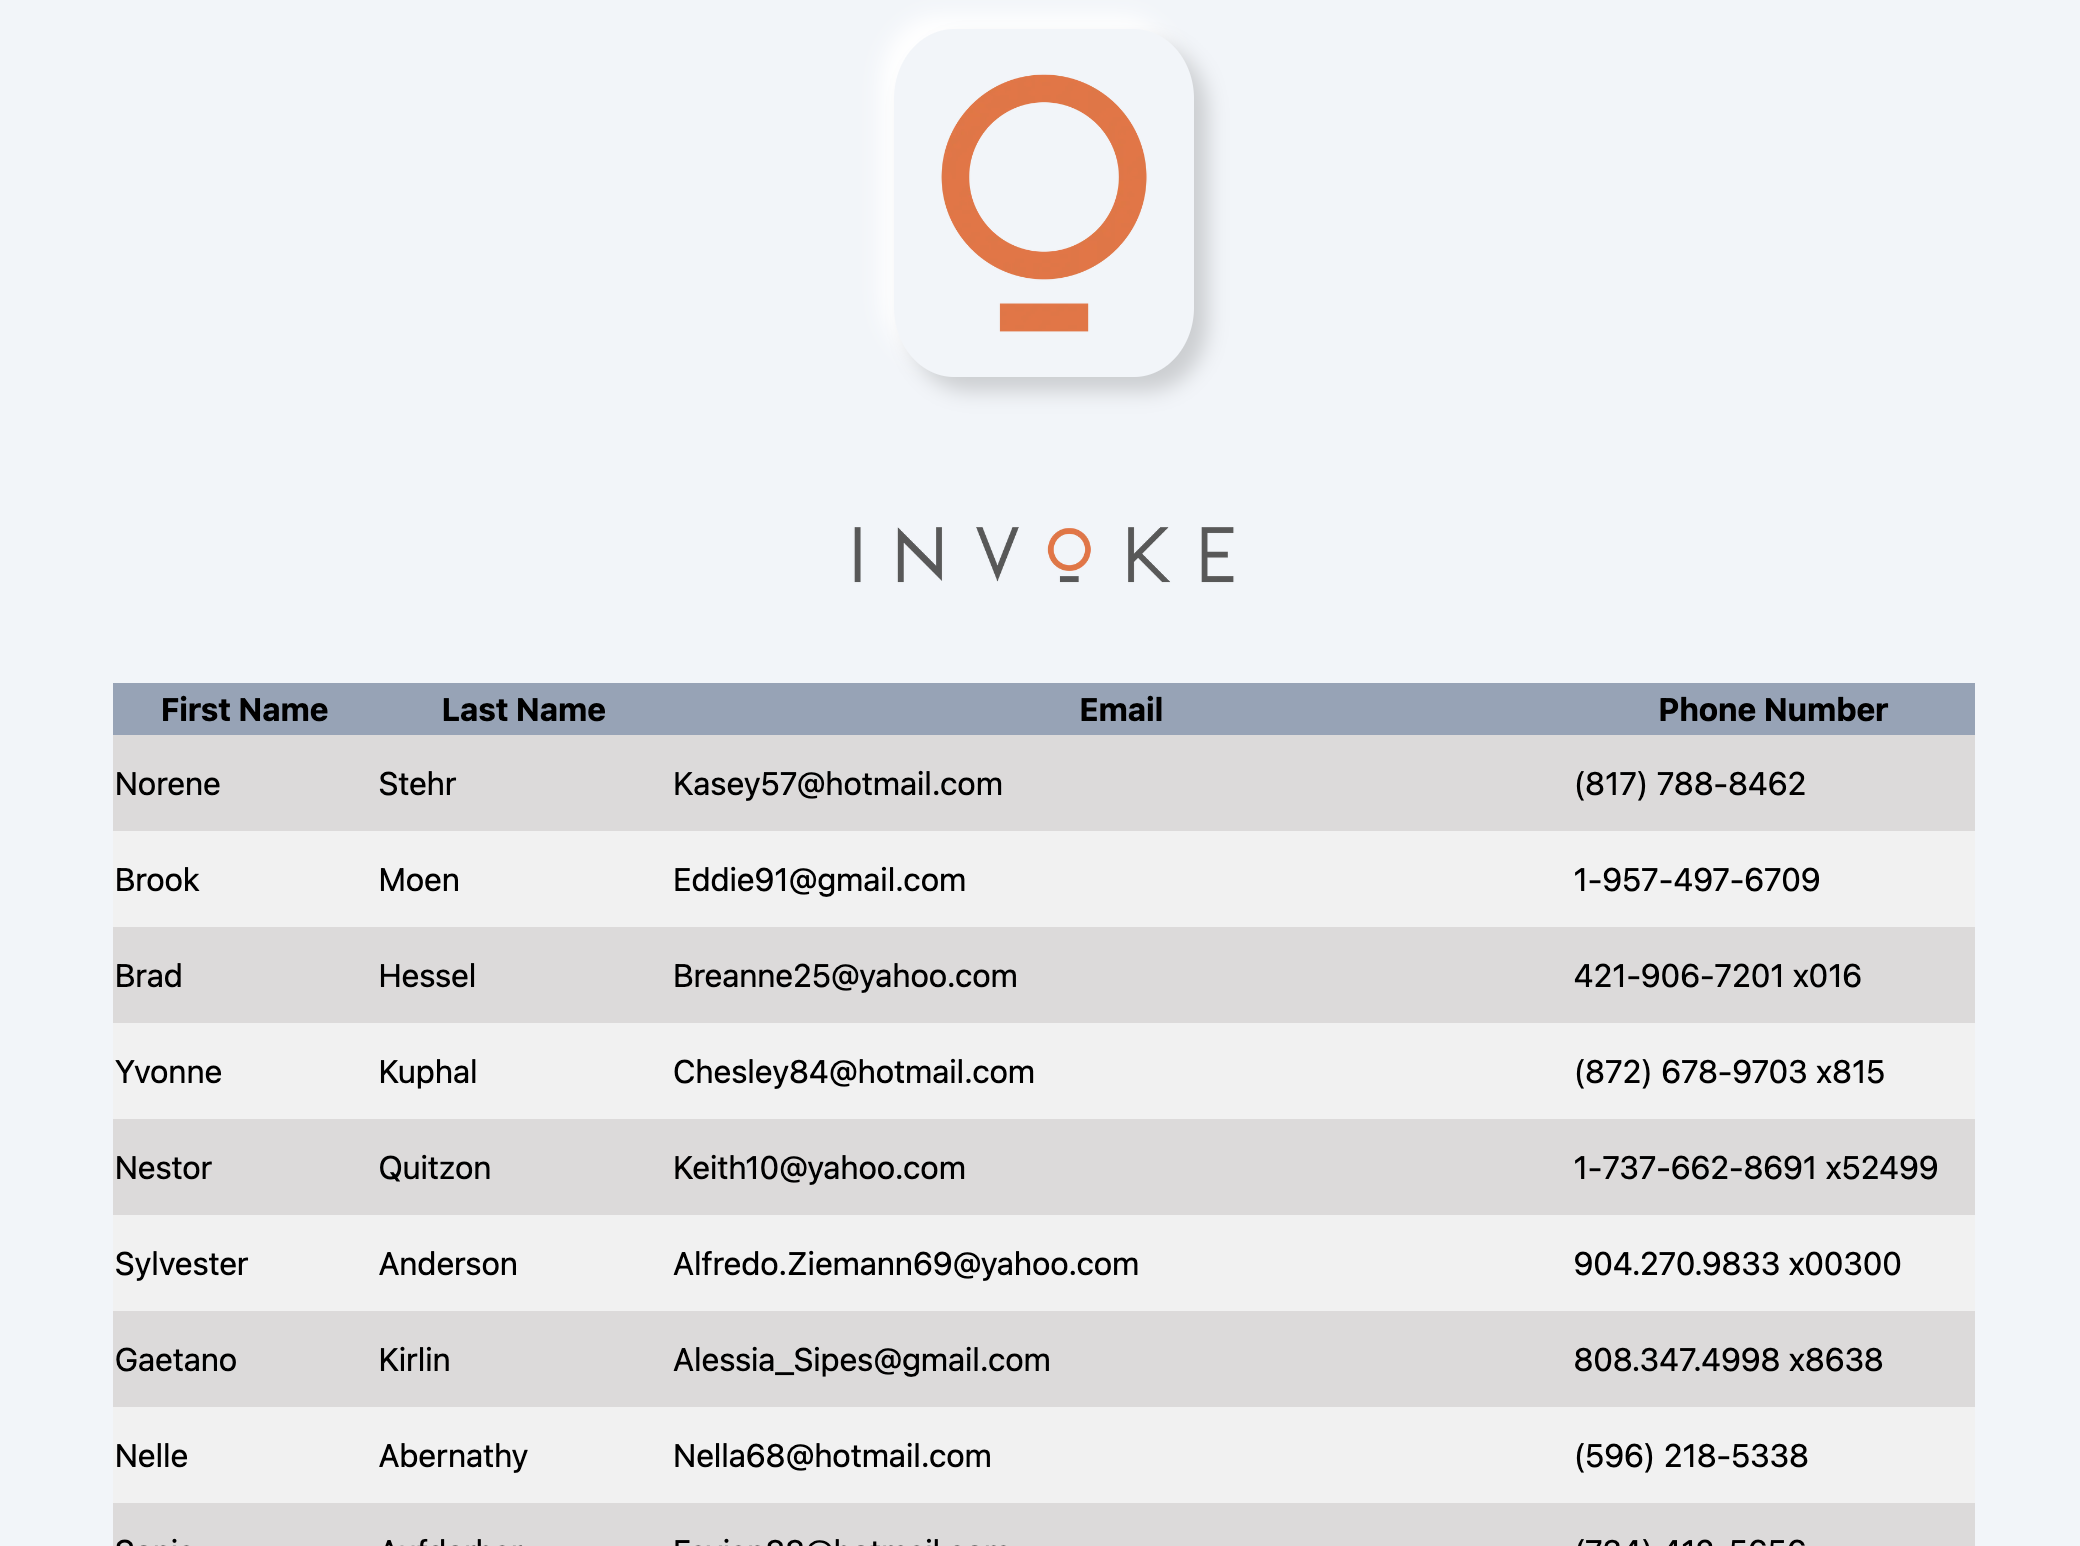 INVOKE
First Name Last Name Email Phone Number
Norene Stehr Kasey57@hotmail.com (817) 788-8462
Brook Moen Eddie91@gmail.com 1-957-497-6709
Brad Hessel Breanne25@yahoo.com 421-906-7201 x016
Yvonne Kuphal Chesley84@hotmail.com (872) 678-9703 x815
Nestor Quitzon Keith10@yahoo.com 1-737-662-8691 x52499
Sylvester Anderson Alfredo.Ziemann69@yahoo.com 904.270.9833 x00300
Gaetano Kirlin Alessia_Sipes@gmail.com 808.347.4998 x8638
Nelle Abernathy Nella68@hotmail.com (596) 218-5338